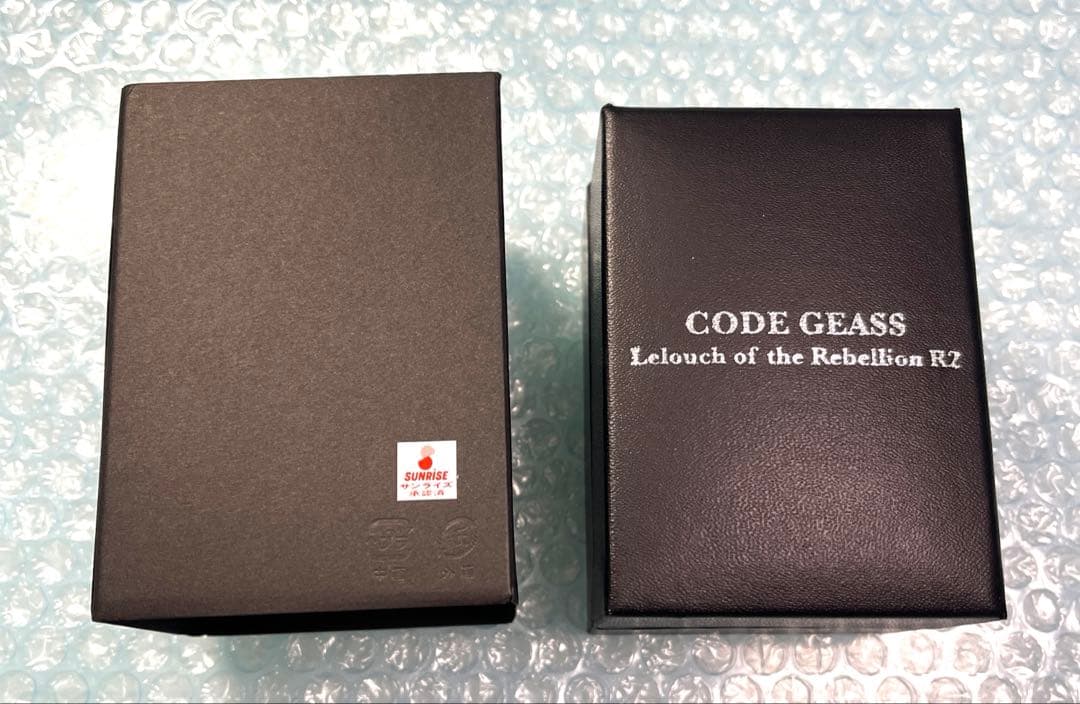 SUNRISE
サンライズ
承認済
CODE GEASS
Lelouch of the Rebellion R2